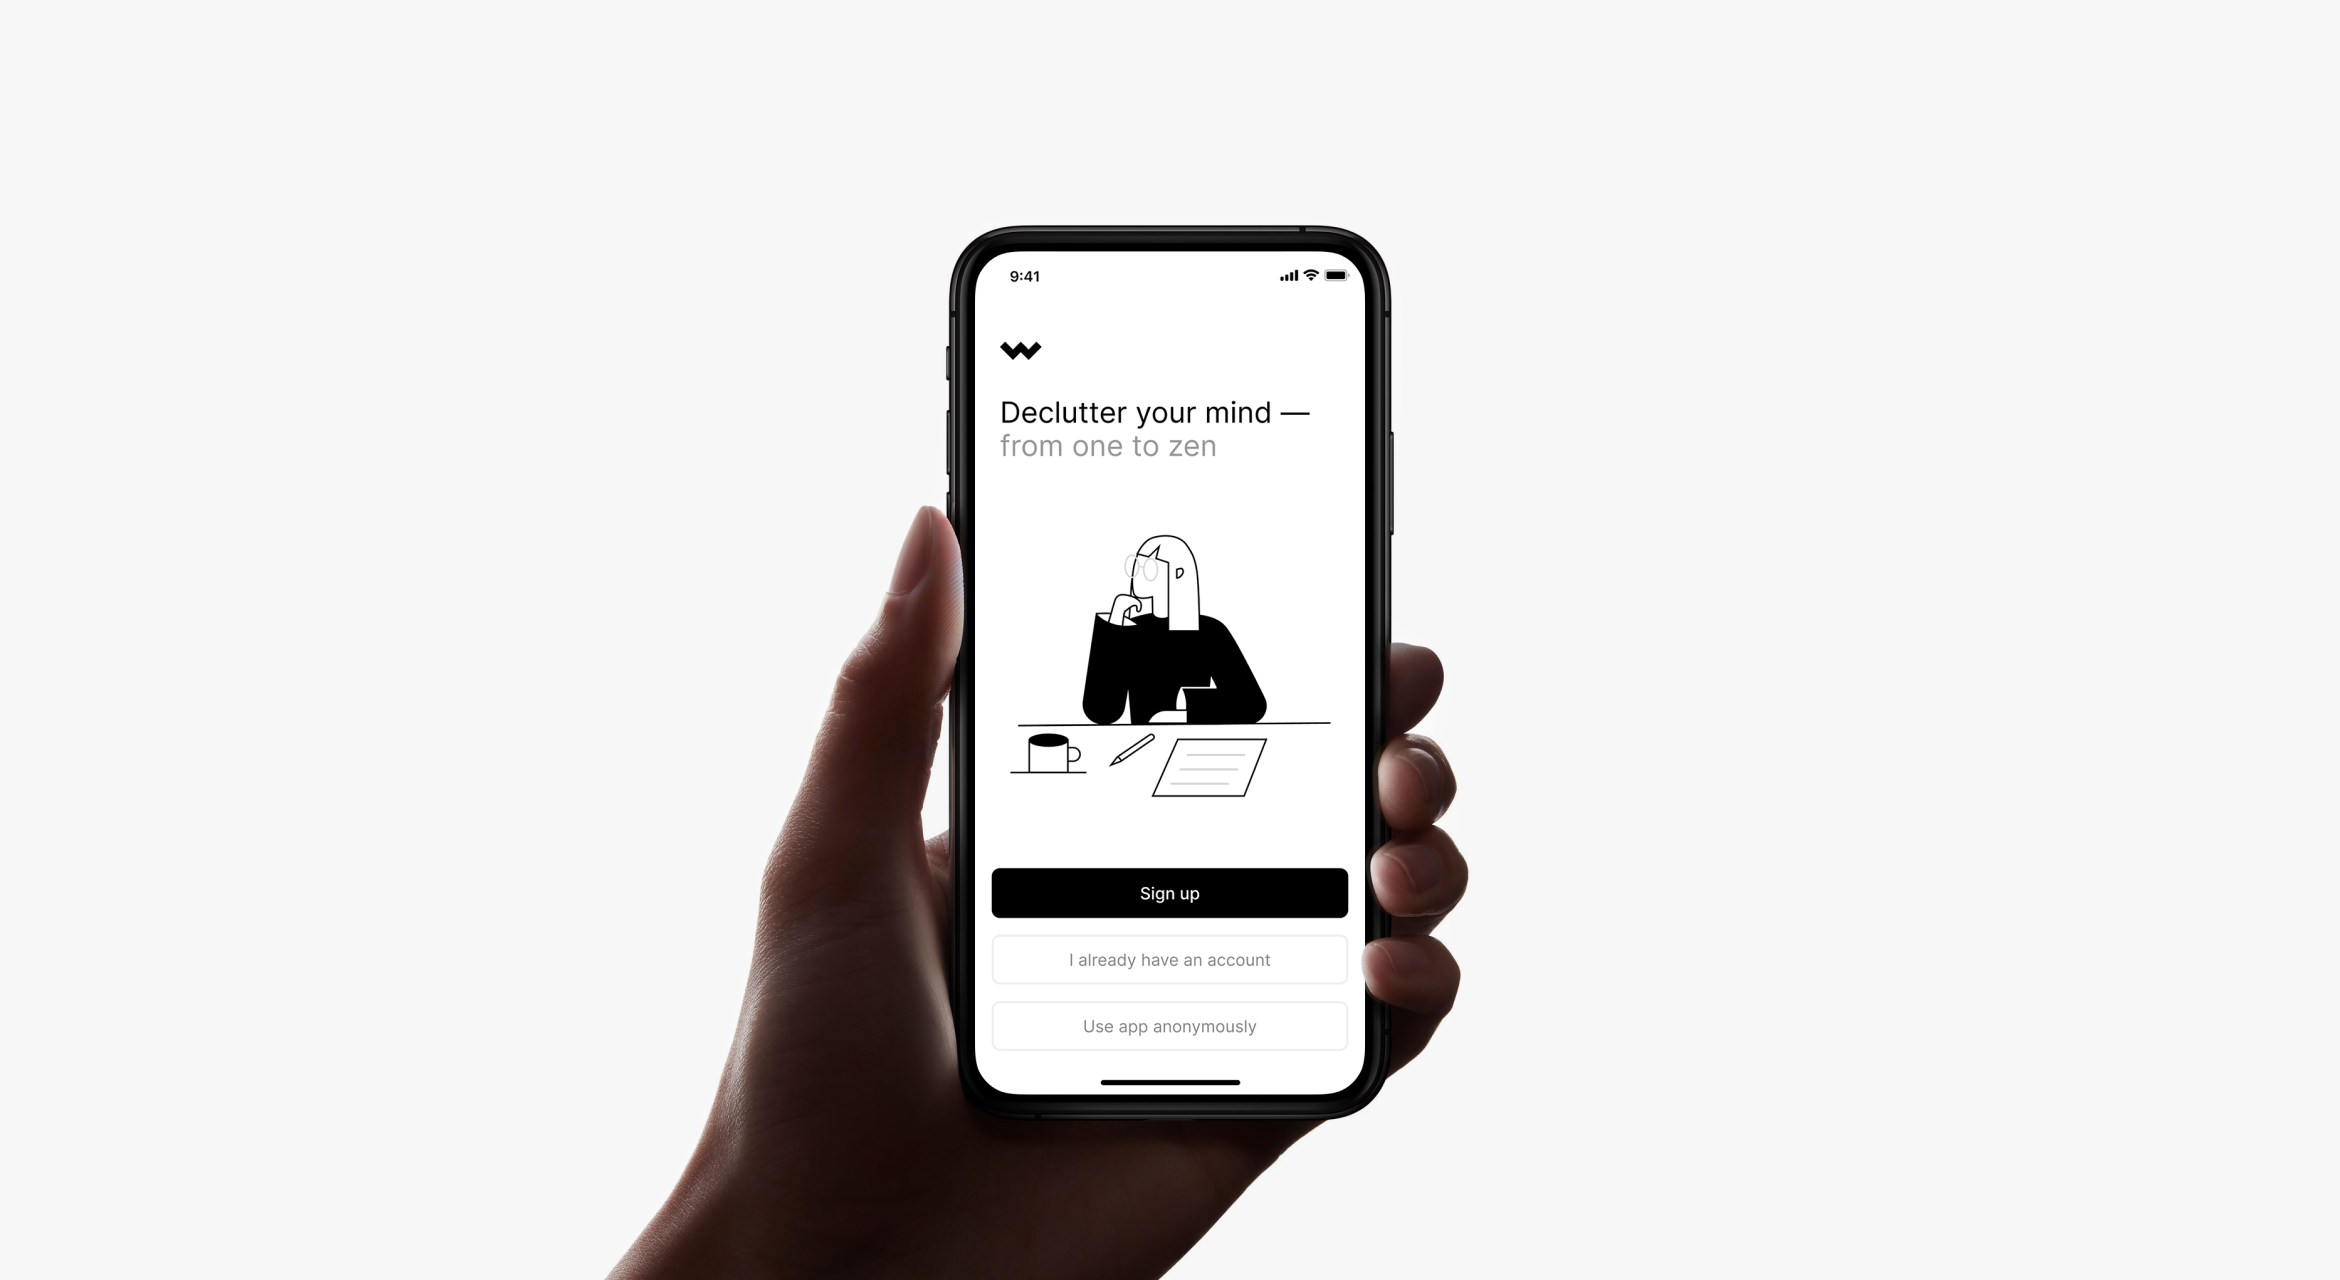 9:41
Declutter your mind —
from one to zen
Sign up
I already have an account
Use app anonymously